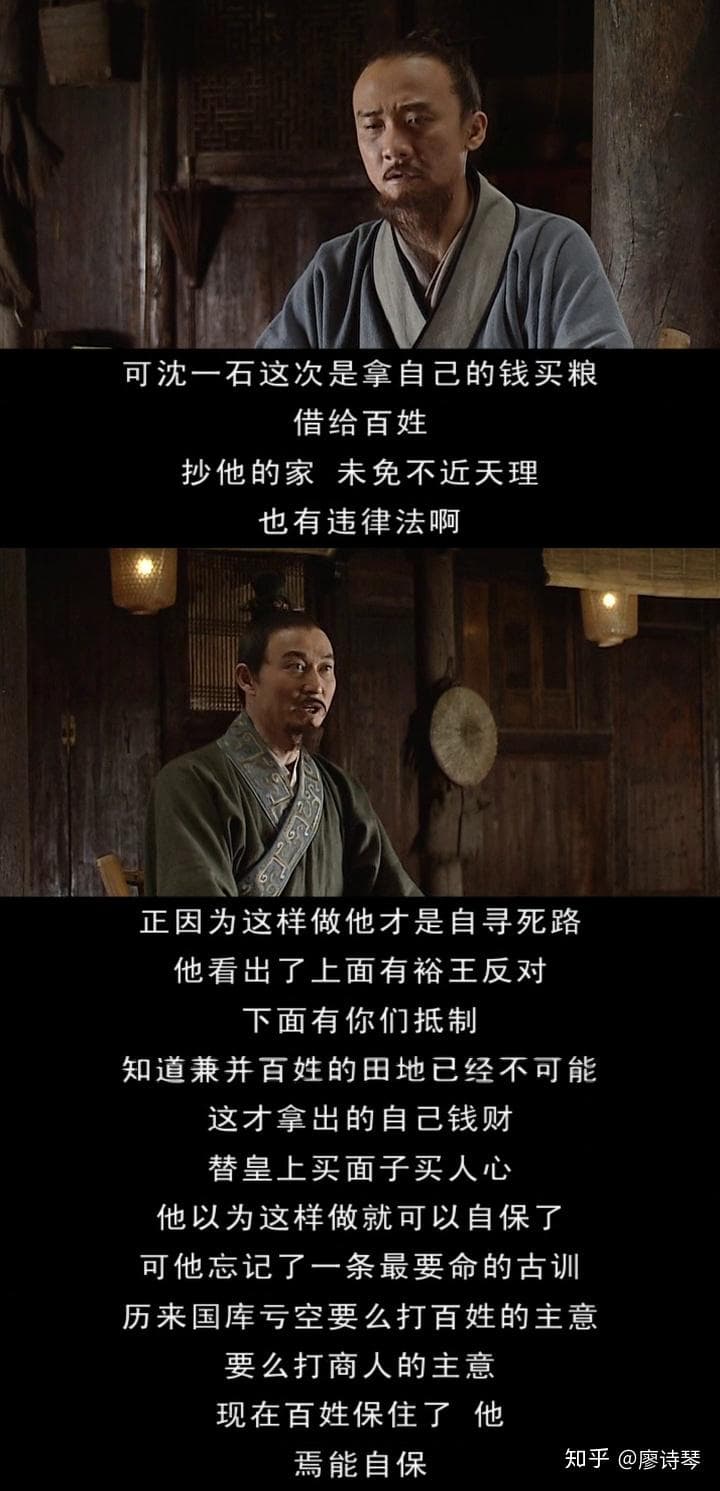 可沈一石这次是拿自己的钱买粮
借给百姓
抄他的家 未免不近天理
也有违律法啊
正因为这样做他才是自寻死路
他看出了上面有裕王反对
下面有你们抵制
知道兼并百姓的田地已经不可能
这才拿出的自己钱财
替皇上买面子买人心
他以为这样做就可以自保了
可他忘记了一条最要命的古训
历来国库亏空要么打百姓的主意
要么打商人的主意
现在百姓保住了 他
焉能自保
知乎 @廖诗琴